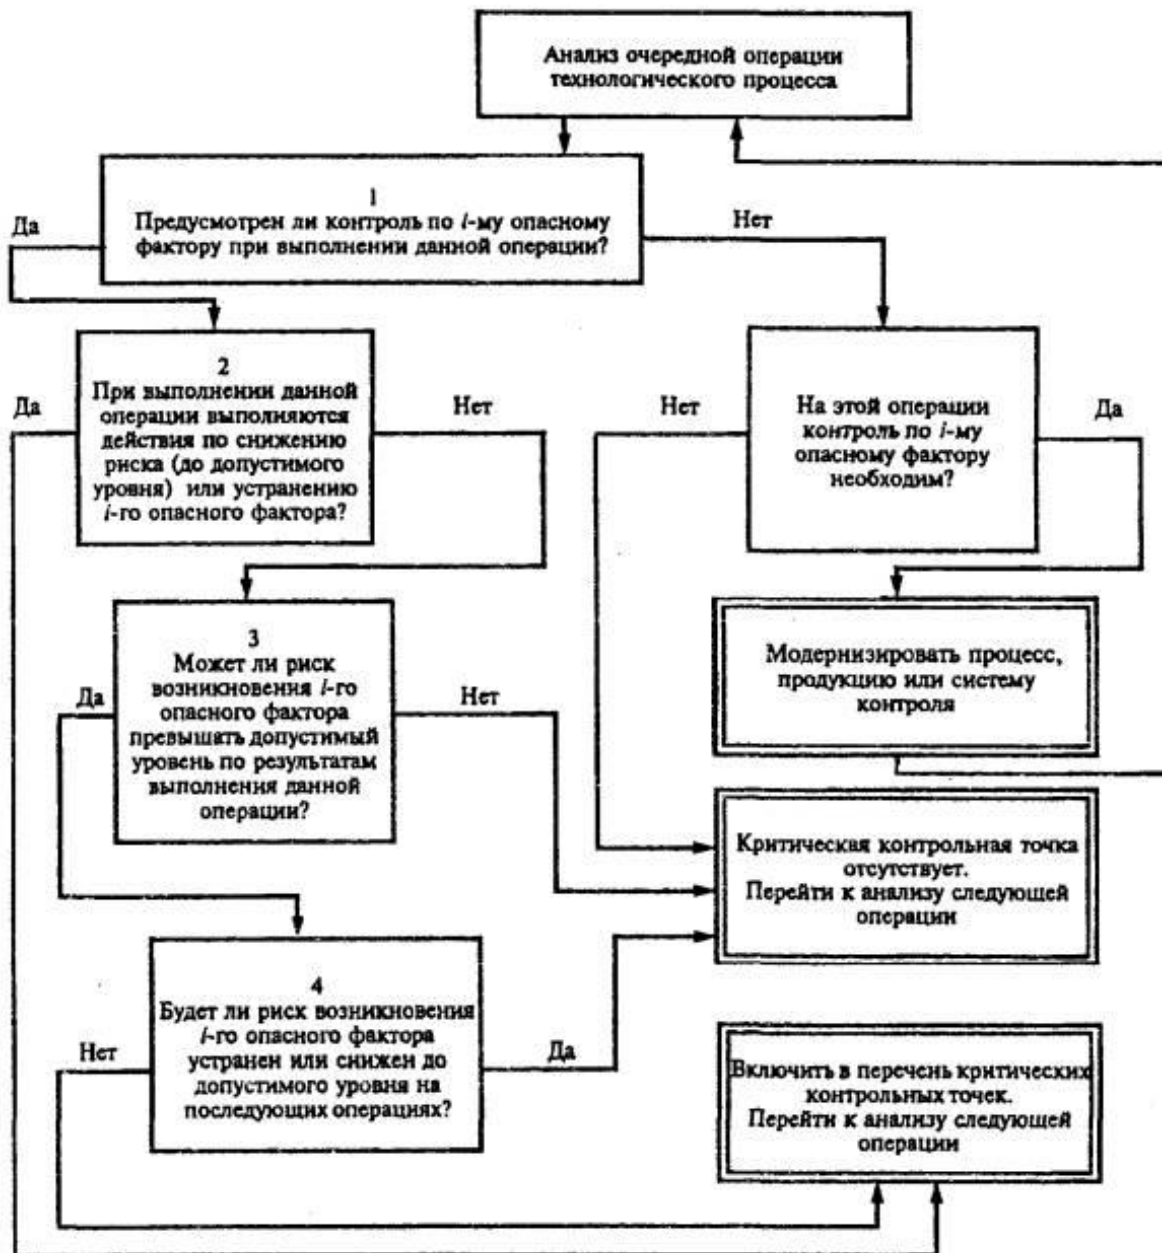 Анализ очередной операции
технологического процесса
1
Предусмотрен ли контроль по i-му опасному
фактору при выполнении данной операции?
Да
Нет
2
При выполнении данной
операции выполняются
действия по снижению
риска (до допустимого
уровня) или устранению
i-го опасного фактора?
Да
Нет
На этой операции
контроль по i-му
опасному фактору
необходим?
Нет
Да
3
Может ли риск
возникновения i-го
опасного фактора
превышать допустимый
уровень по результатам
выполнения данной
операции?
Да
Нет
Модернизировать процесс,
продукцию или систему
контроля
Критическая контрольная точка
отсутствует.
Перейти к анализу следующей
операции
4
Будет ли риск возникновения
i-го опасного фактора
устранен или снижен до
допустимого уровня на
последующих операциях?
Нет
Да
Включить в перечень критических
контрольных точек.
Перейти к анализу следующей
операции